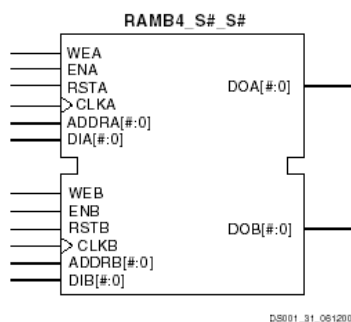 RAMB4_S#_S#
WEA
ENA
RSTA
CLKA
ADDRA[#:0]
DIA[#:0]
DOA[#:0]
WEB
ENB
RSTB
CLKB
ADDRB[#:0]
DIB[#:0]
DOB[#:0]
DS001_31_061200